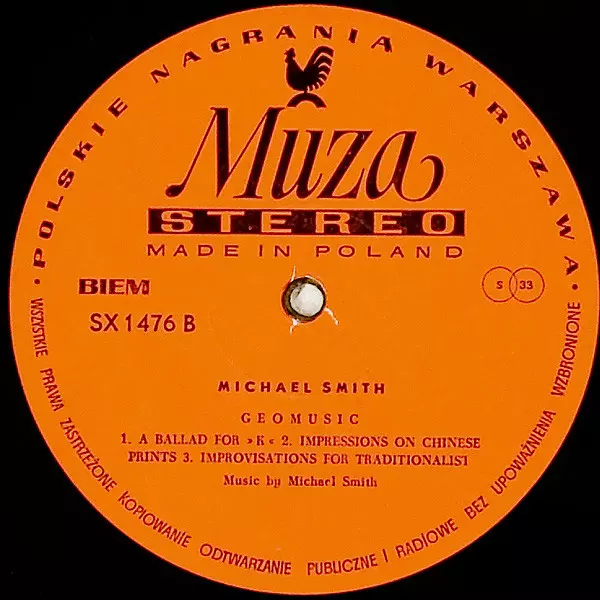 POLSKIE NAGRANIA WARSZAWA
Muza
STEREO
MADE IN POLAND
BIEM
S 33
SX 1476 B
MICHAEL SMITH
GEOMUSIC
1. A BALLAD FOR »K« 2. IMPRESSIONS ON CHINESE
PRINTS 3. IMPROVISATIONS FOR TRADITIONALIST
Music by Michael Smith
WSZYSTKIE PRAWA ZASTRZEŻONE KOPIOWANIE ODTWARZANIE PUBLICZNE I RADIOWE BEZ UPOWAŻNIENIA WZBRONIONE